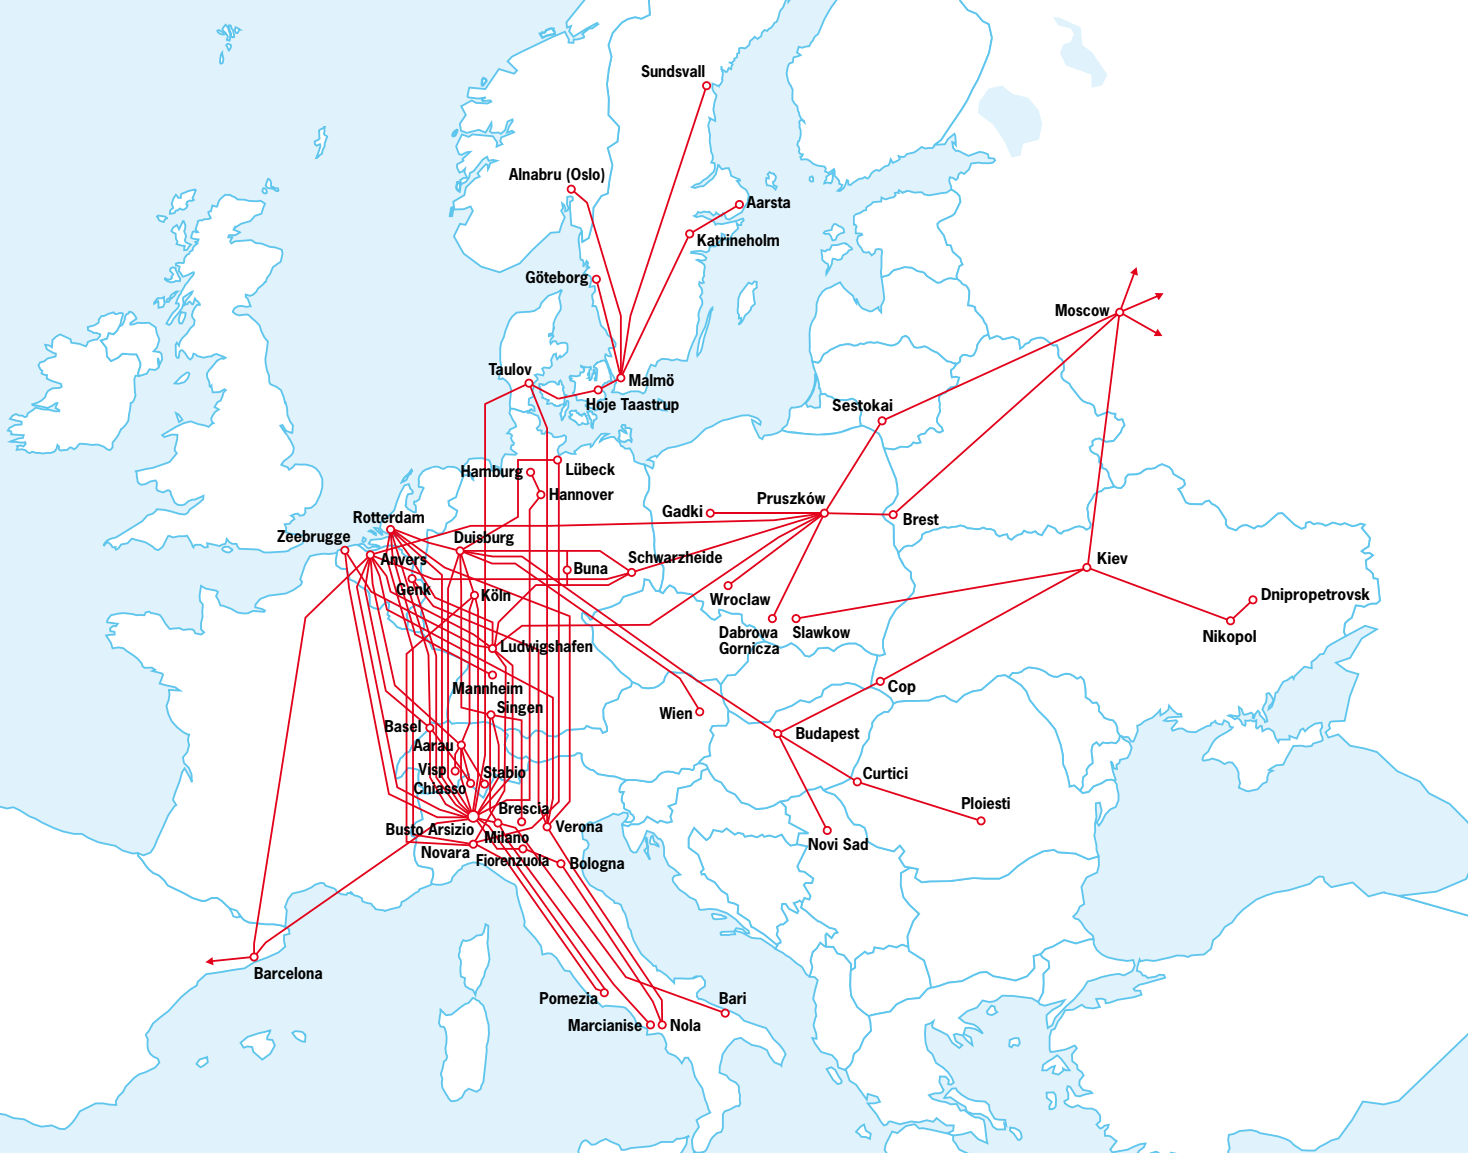 Sundsvall
Alnabru (Oslo)
Aarsta
Katrineholm
Göteborg
Moscow
Taulov
Malmö
Hoje Taastrup
Sestokai
Hamburg
Lübeck
Hannover
Pruszków
Gadki
Brest
Rotterdam
Zeebrugge
Duisburg
Anvers
Schwarzheide
Buna
Kiev
Genk
Köln
Wroclaw
Dnipropetrovsk
Dabrowa
Gornicza
Slawkow
Nikopol
Ludwigshafen
Mannheim
Cop
Singen
Wien
Basel
Budapest
Aarau
Visp
Stabio
Curtici
Chiasso
Ploiesti
Brescia
Busto Arsizio
Milano
Verona
Novi Sad
Novara
Fiorenzuola
Bologna
Barcelona
Pomezia
Bari
Marcianise
Nola